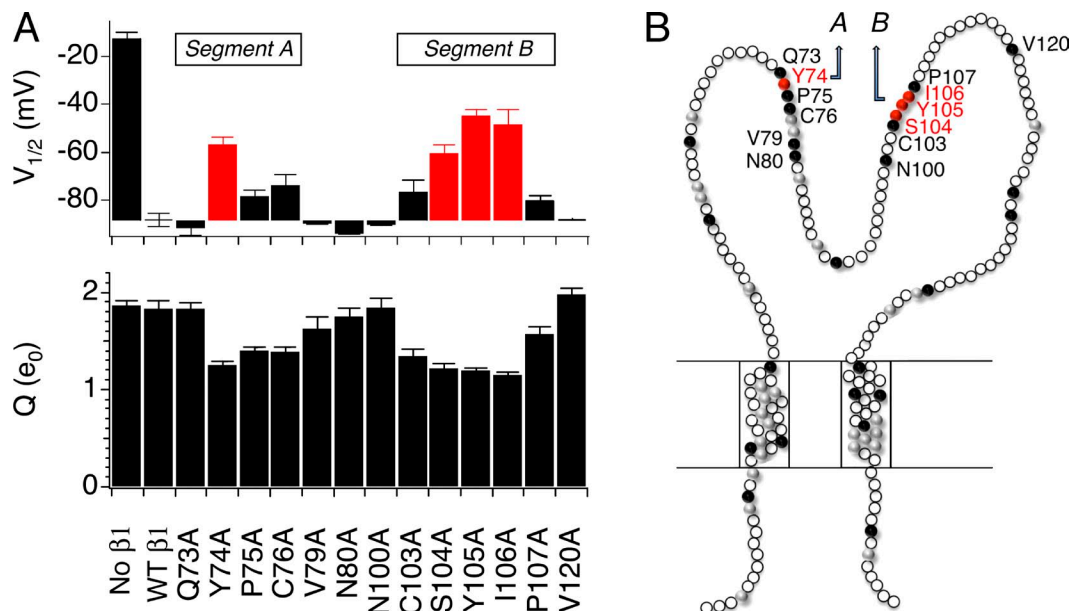 A
Segment A
Segment B
V1/2 (mV)
-20
-40
-60
-80
Q (e0)
2
1
0
No β1
WT β1
Q73A
Y74A
P75A
C76A
V79A
N80A
N100A
C103A
S104A
Y105A
I106A
P107A
V120A
B
A
B
Q73
Y74
P75
C76
V79
N80
V120
P107
I106
Y105
S104
C103
N100